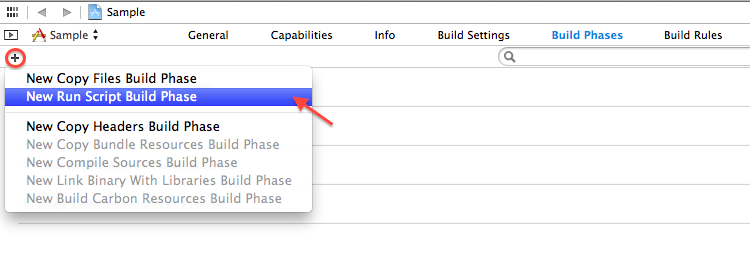 Sample
Sample General Capabilities Info Build Settings Build Phases Build Rules
New Copy Files Build Phase
New Run Script Build Phase
New Copy Headers Build Phase
New Copy Bundle Resources Build Phase
New Compile Sources Build Phase
New Link Binary With Libraries Build Phase
New Build Carbon Resources Build Phase